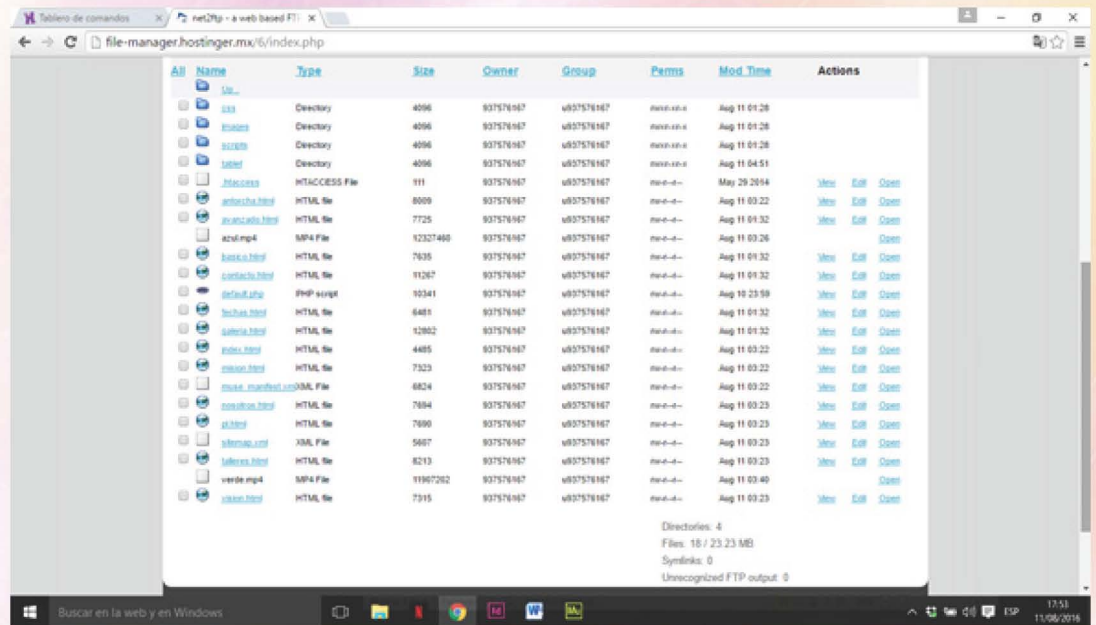 Tablero de comandos
net2ftp - a web based FT
file-manager.hostinger.mx/6/index.php
All Name Type Size Owner Group Perms Mod Time Actions
Up ..
css Directory 4096 937576167 u937576167 Aug 11 01:28
images Directory 4096 937576167 u937576167 Aug 11 01:28
scripts Directory 4096 937576167 u937576167 Aug 11 01:28
tablet Directory 4096 937576167 u937576167 Aug 11 04:51
.htaccess HTACCESS File 111 937576167 u937576167 May 29 2014 View Edit Open
antorcha.html HTML file 8009 937576167 u937576167 Aug 11 03:22 View Edit Open
avanzado.html HTML file 7725 937576167 u937576167 Aug 11 01:32 View Edit Open
azul.mp4 MP4 File 12327460 937576167 u937576167 Aug 11 03:26 Open
basico.html HTML file 7635 937576167 u937576167 Aug 11 01:32 View Edit Open
contacto.html HTML file 11267 937576167 u937576167 Aug 11 01:32 View Edit Open
default.php PHP script 10341 937576167 u937576167 Aug 10 23:59 View Edit Open
fechas.html HTML file 6481 937576167 u937576167 Aug 11 01:32 View Edit Open
galeria.html HTML file 12802 937576167 u937576167 Aug 11 01:32 View Edit Open
index.html HTML file 4485 937576167 u937576167 Aug 11 03:22 View Edit Open
mision.html HTML file 7323 937576167 u937576167 Aug 11 03:22 View Edit Open
muse_manifest.xml XML File 6824 937576167 u937576167 Aug 11 03:22 View Edit Open
nosotros.html HTML file 7694 937576167 u937576167 Aug 11 03:23 View Edit Open
HTML file 7690 937576167 u937576167 Aug 11 03:23 View Edit Open
sitemap.xml XML File 5607 937576167 u937576167 Aug 11 03:23 View Edit Open
talleres.html HTML file 8213 937576167 u937576167 Aug 11 03:23 View Edit Open
verde.mp4 MP4 File 11907202 937576167 u937576167 Aug 11 03:40 Open
vision.html HTML file 7315 937576167 u937576167 Aug 11 03:23 View Edit Open
Directories: 4
Files: 18 / 23.23 MB
Symlinks: 0
Unrecognized FTP output: 0
Buscar en la web y en Windows
ESP
17:53
11/08/2016